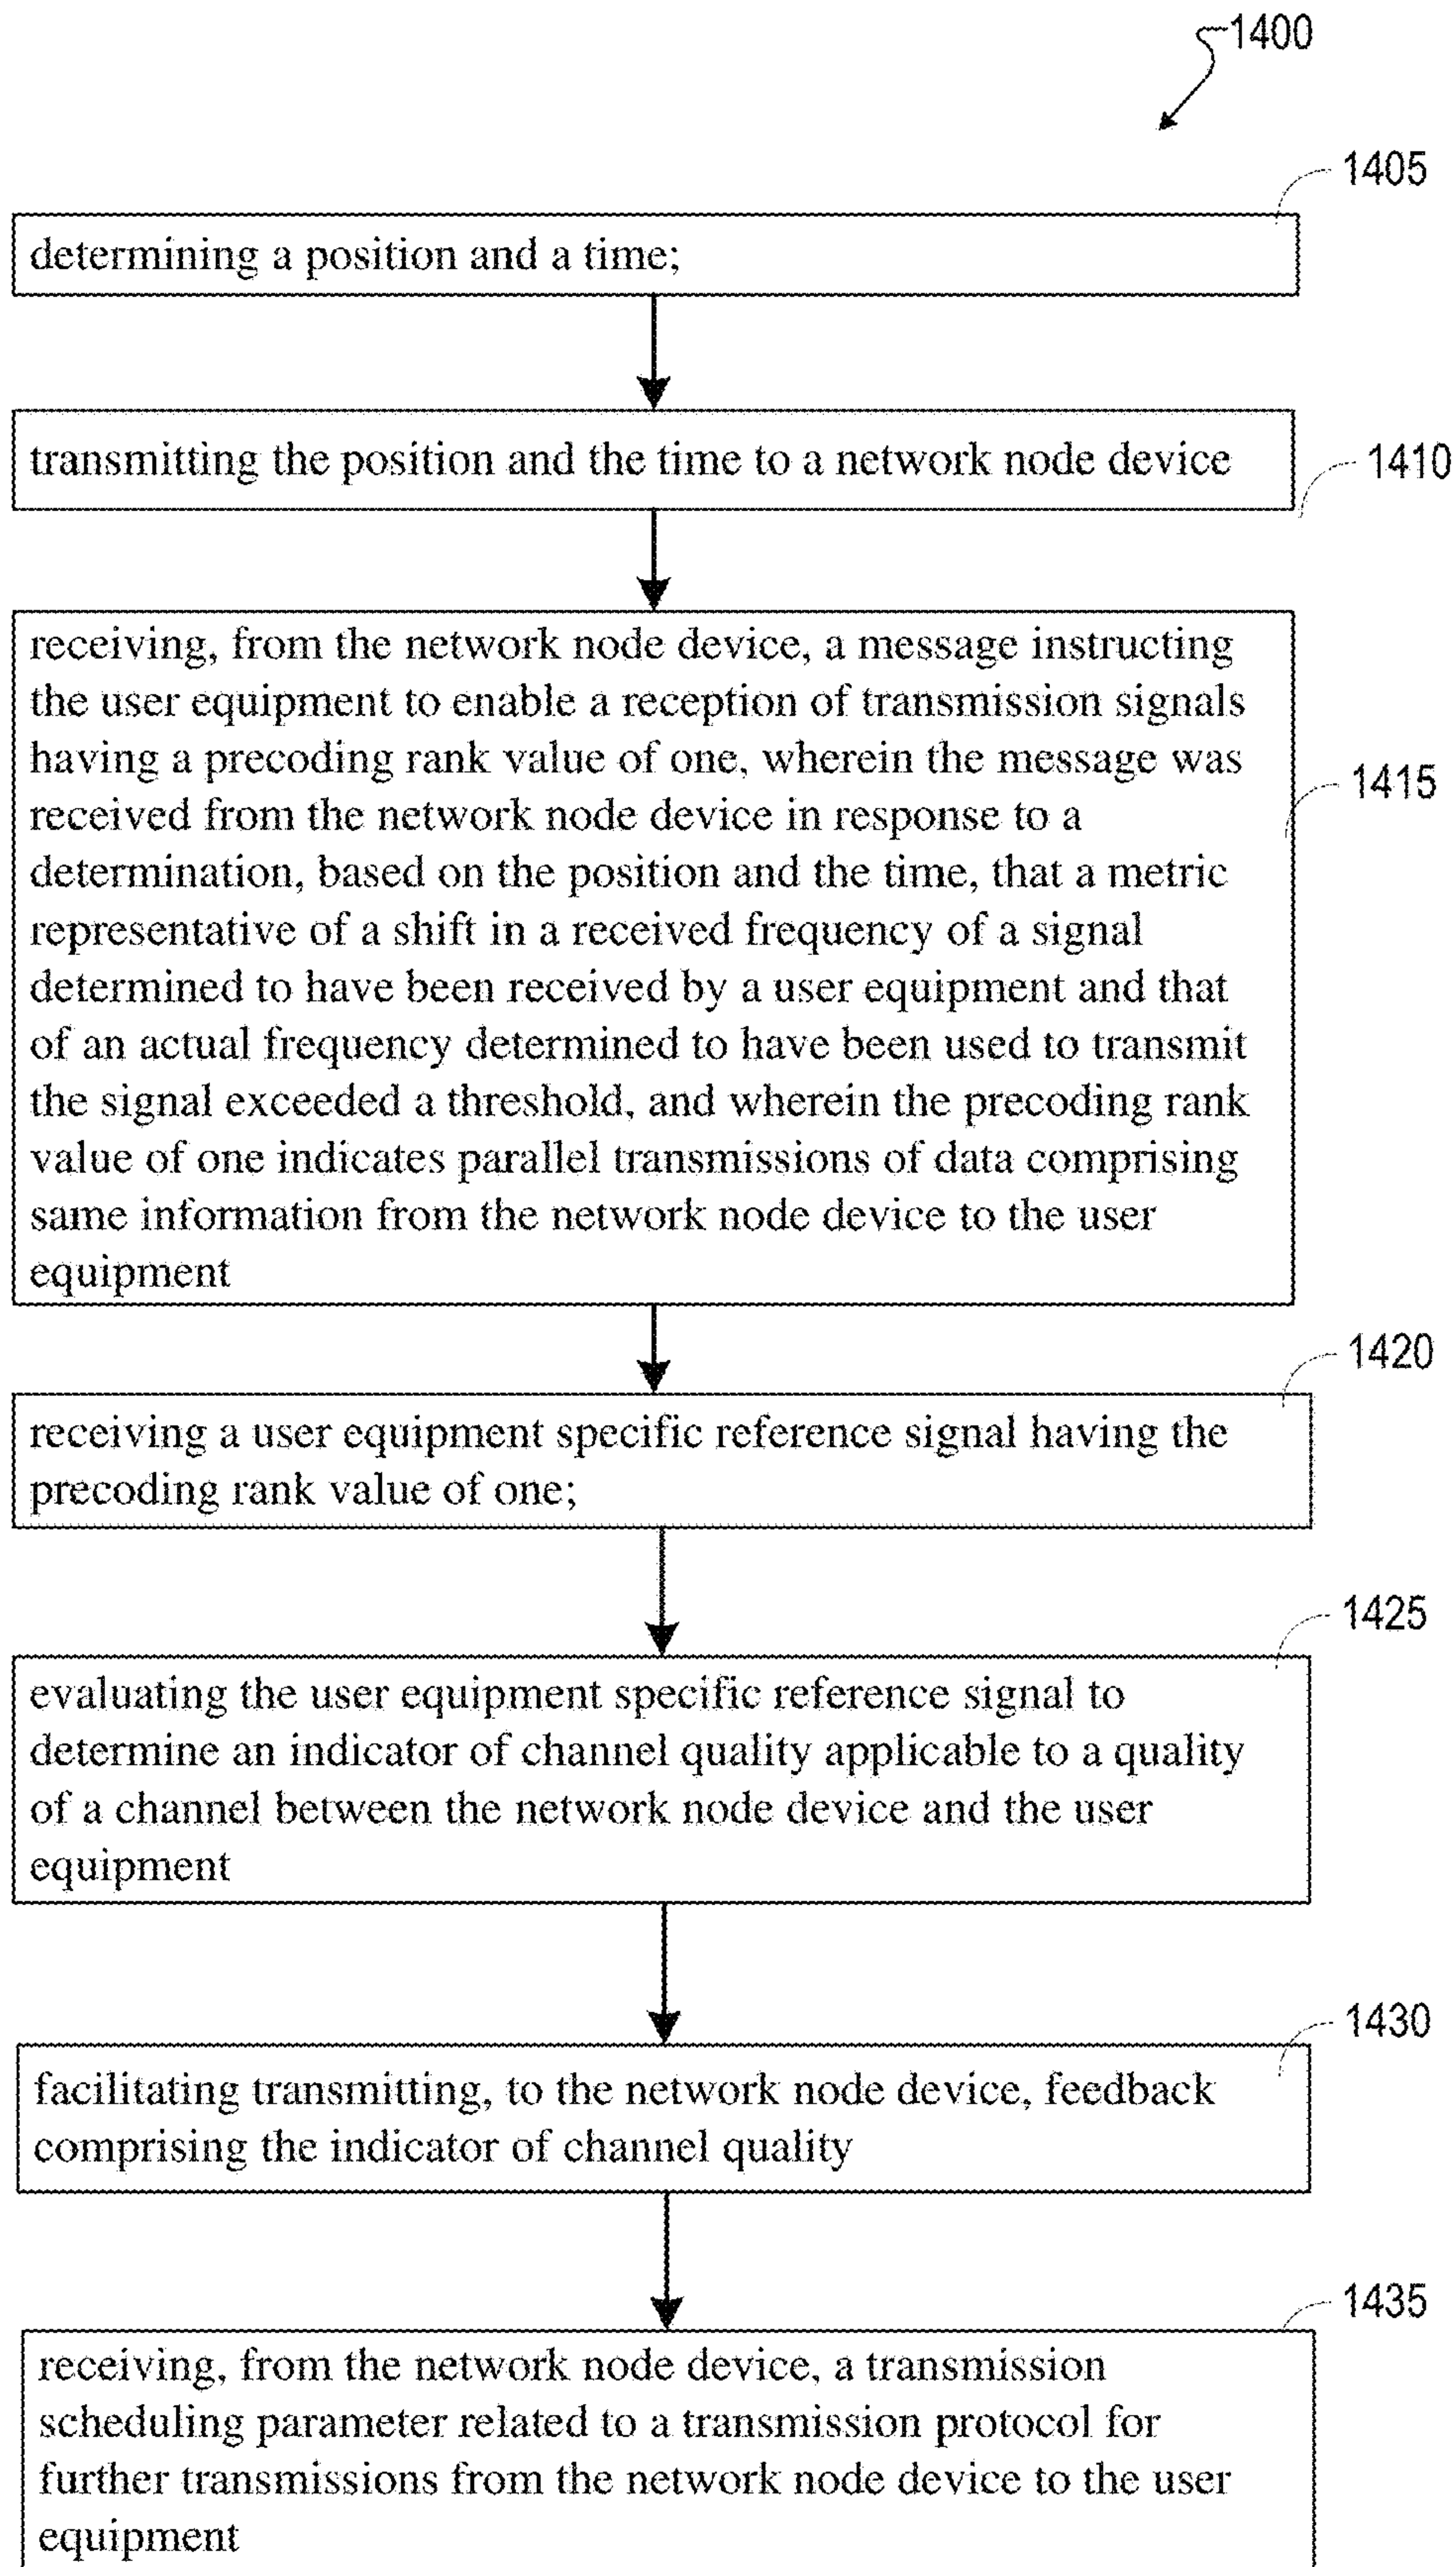 1400
1405
determining a position and a time;
transmitting the position and the time to a network node device
1410
receiving, from the network node device, a message instructing
the user equipment to enable a reception of transmission signals
having a precoding rank value of one, wherein the message was
received from the network node device in response to a
determination, based on the position and the time, that a metric
representative of a shift in a received frequency of a signal
determined to have been received by a user equipment and that
of an actual frequency determined to have been used to transmit
the signal exceeded a threshold, and wherein the precoding rank
value of one indicates parallel transmissions of data comprising
same information from the network node device to the user
equipment
1415
1420
receiving a user equipment specific reference signal having the
precoding rank value of one;
1425
evaluating the user equipment specific reference signal to
determine an indicator of channel quality applicable to a quality
of a channel between the network node device and the user
equipment
1430
facilitating transmitting, to the network node device, feedback
comprising the indicator of channel quality
1435
receiving, from the network node device, a transmission
scheduling parameter related to a transmission protocol for
further transmissions from the network node device to the user
equipment